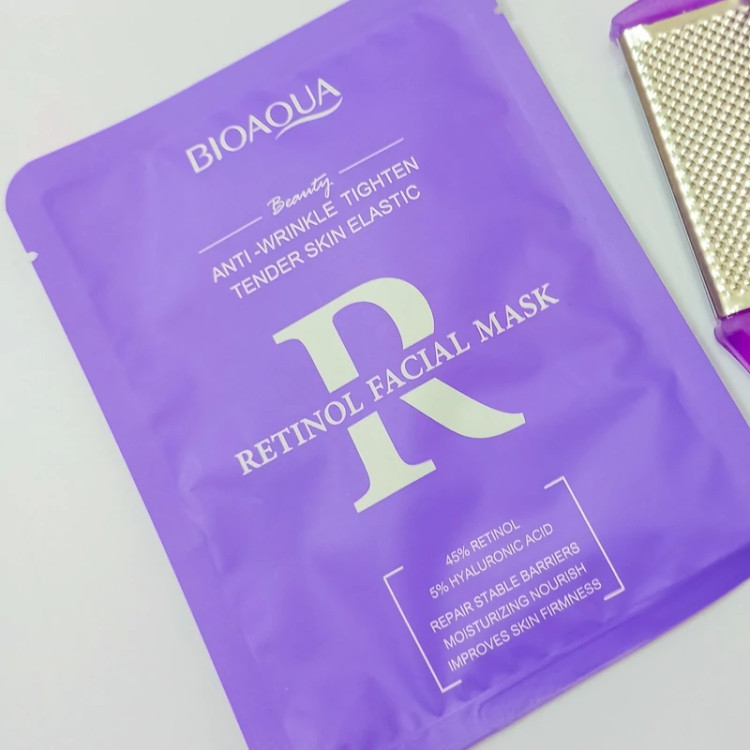 BIOAQUA
Beauty
ANTI-WRINKLE TIGHTEN
TENDER SKIN ELASTIC
R
RETINOL FACIAL MASK
45% RETINOL
5% HYALURONIC ACID
REPAIR STABLE BARRIERS
MOISTURIZING NOURISH
IMPROVES SKIN FIRMNESS